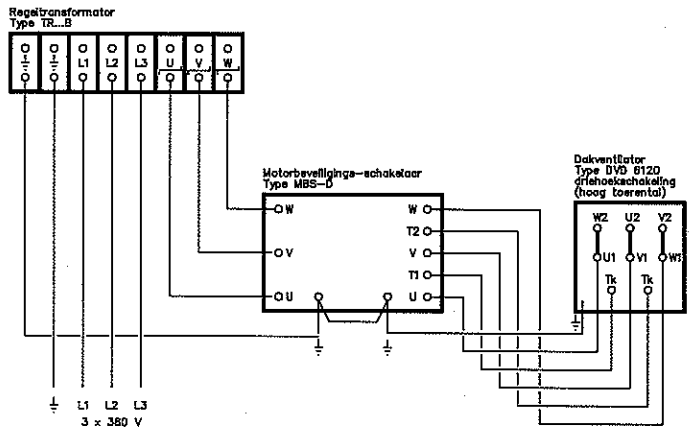 Regeltransformator
Type TR...B
L1 L2 L3 U V W
Motorbeveiligings-schakelaar
Type MBS-D
Dakventilator
Type DVD 6120
driehoekschakeling
(hoog toerental)
W W
T2
V V
T1
U U
W2 U2 V2
U1 V1 W1
Tk Tk
L1 L2 L3
3 x 380 V